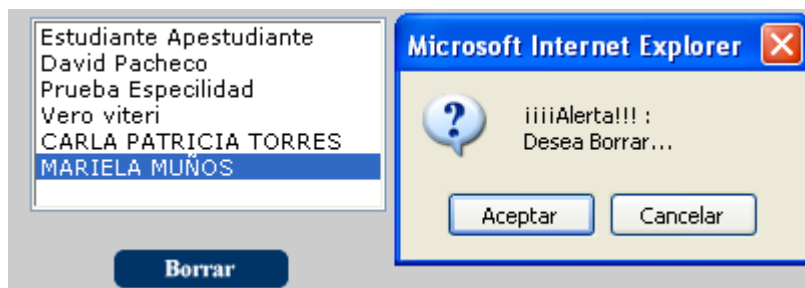 Estudiante Apestudiante
David Pacheco
Prueba Especilidad
Vero viteri
CARLA PATRICIA TORRES
MARIELA MUÑOS
Borrar
Microsoft Internet Explorer
¡¡¡¡Alerta!!! :
Desea Borrar...
Aceptar
Cancelar